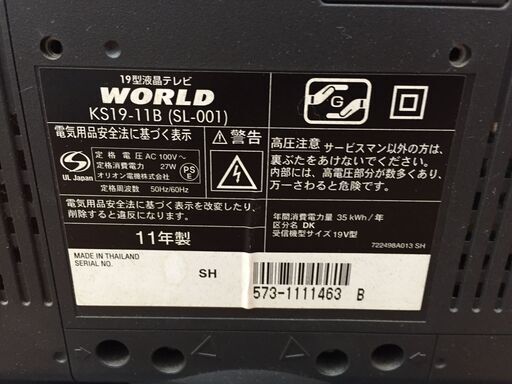 19型液晶テレビ
WORLD
KS19-11B (SL-001)
電気用品安全法に基づく表示
UL Japan
定格電圧 AC 100V～
定格消費電力 27W
オリオン電機株式会社
定格周波数 50Hz/60Hz
PS E
電気用品安全法に基づく表示を改変したり、
削除すると違反になります。
11年製
MADE IN THAILAND
SERIAL NO.
SH
⚠警告
G
高圧注意 サービスマン以外の方は、
裏ぶたをあけないでください。
内部には、高電圧部分が数多くあり、
万一さわると危険です。
年間消費電力量 35 kWh/年
区分名 DK
受信機型サイズ 19V型
722498A013 SH
573-1111463 B